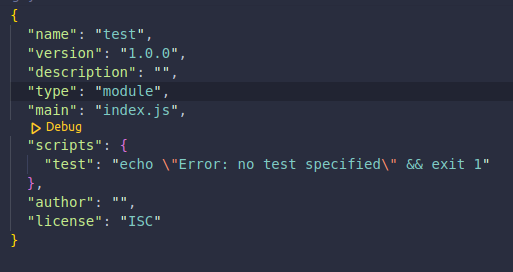 {
"name": "test",
"version": "1.0.0",
"description": "",
"type": "module",
"main": "index.js",
Debug
"scripts": {
"test": "echo \"Error: no test specified\" && exit 1"
},
"author": "",
"license": "ISC"
}